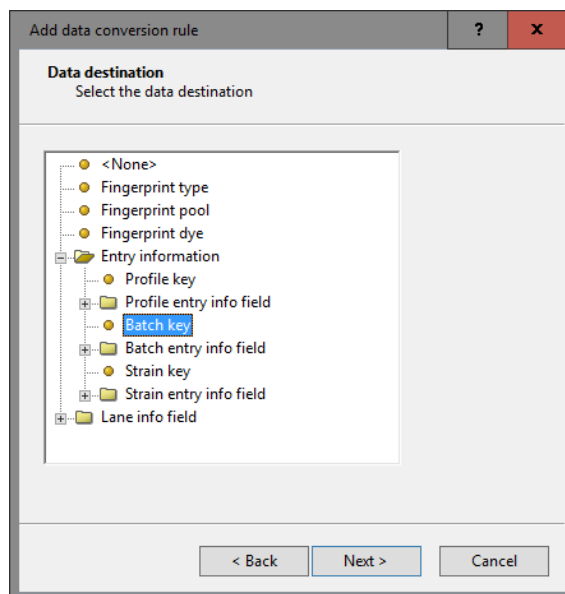 Add data conversion rule ? x
Data destination
Select the data destination
<None>
Fingerprint type
Fingerprint pool
Fingerprint dye
Entry information
Profile key
Profile entry info field
Batch key
Batch entry info field
Strain key
Strain entry info field
Lane info field
< Back Next > Cancel